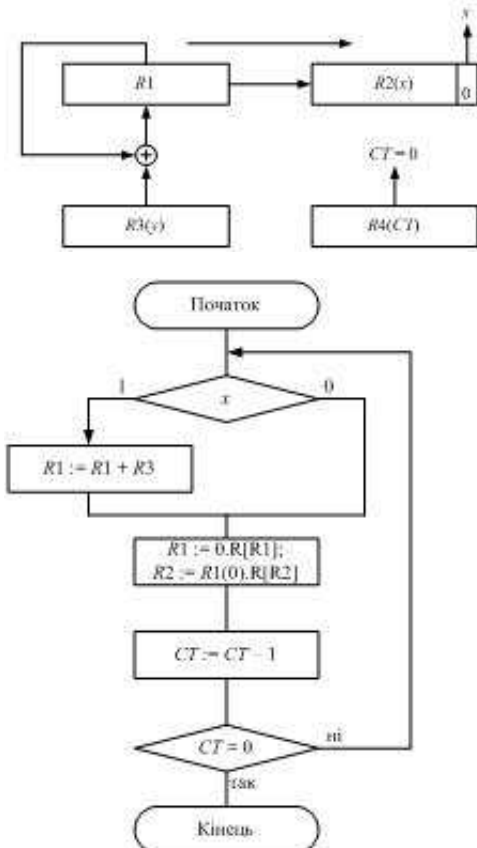 x
R1
R2(x)
0
CT = 0
R3(y)
R4(CT)
Початок
1
x
0
R1 := R1 + R3
R1 := 0.R[R1];
R2 := R1(0).R[R2]
CT := CT – 1
CT = 0
ні
так
Кінець